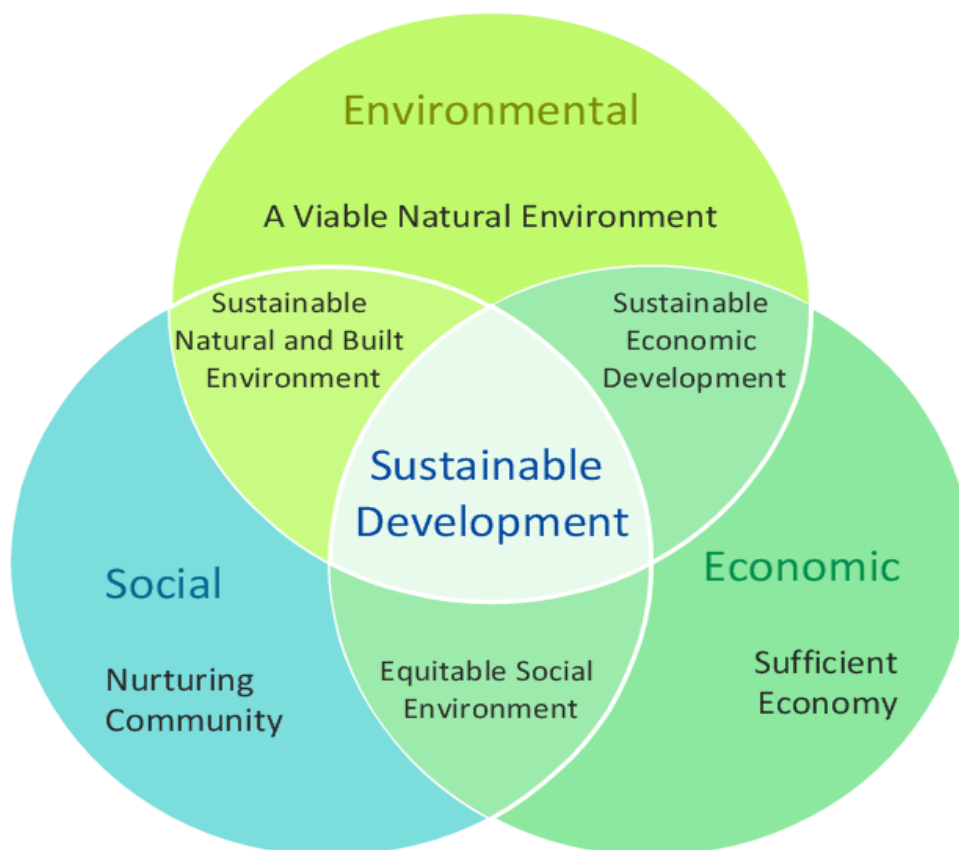 Environmental
A Viable Natural Environment
Sustainable
Natural and Built
Environment
Sustainable
Economic
Development
Sustainable
Development
Social
Nurturing
Community
Economic
Sufficient
Economy
Equitable Social
Environment